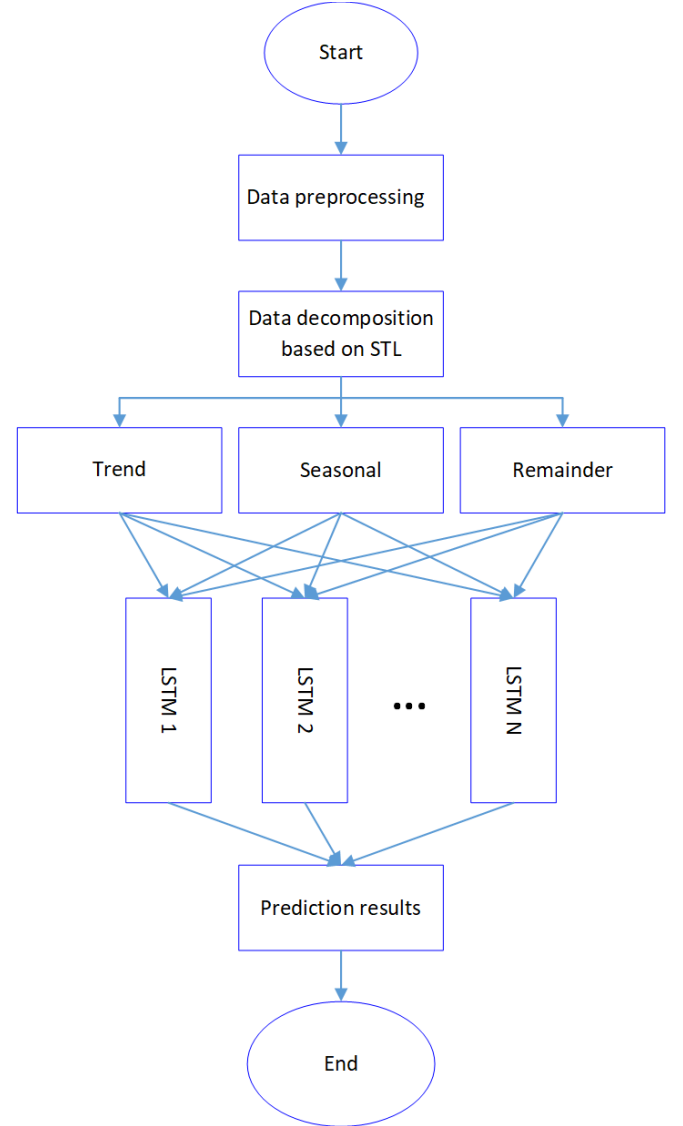 Start
Data preprocessing
Data decomposition
based on STL
Trend
Seasonal
Remainder
LSTM 1
LSTM 2
...
LSTM N
Prediction results
End